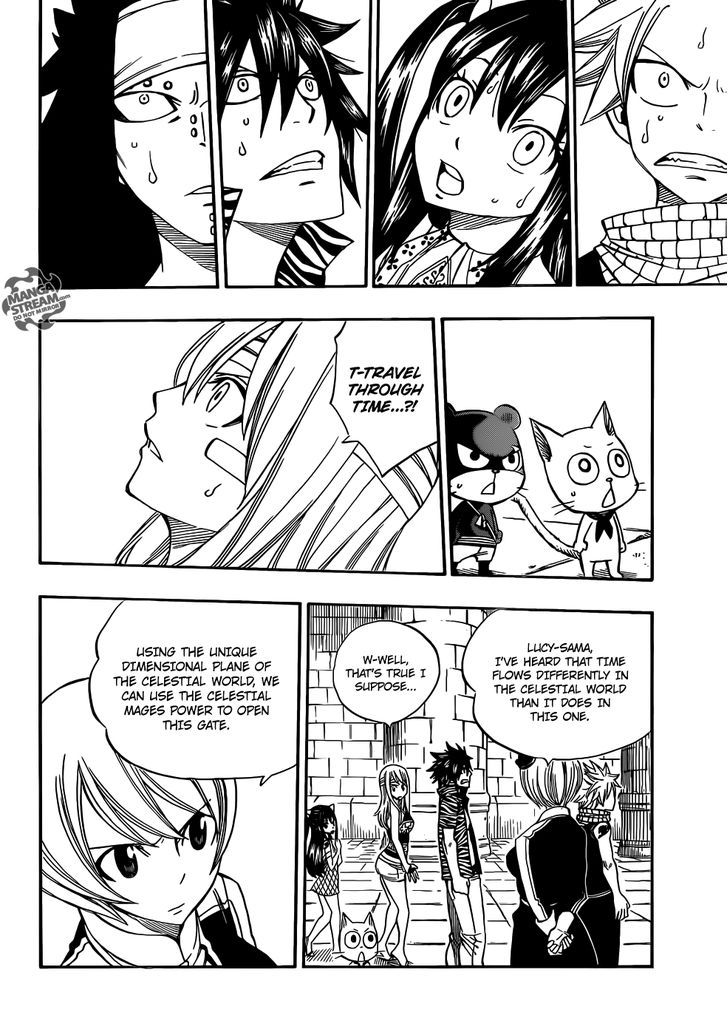 MANGA
STREAM.com
DO NOT MIRROR
T-TRAVEL
THROUGH
TIME...?!
LUCY-SAMA,
I'VE HEARD THAT TIME
FLOWS DIFFERENTLY IN
THE CELESTIAL WORLD
THAN IT DOES IN
THIS ONE.
W-WELL,
THAT'S TRUE I
SUPPOSE...
USING THE UNIQUE
DIMENSIONAL PLANE OF
THE CELESTIAL WORLD, WE
CAN USE THE CELESTIAL
MAGES POWER TO OPEN
THIS GATE.